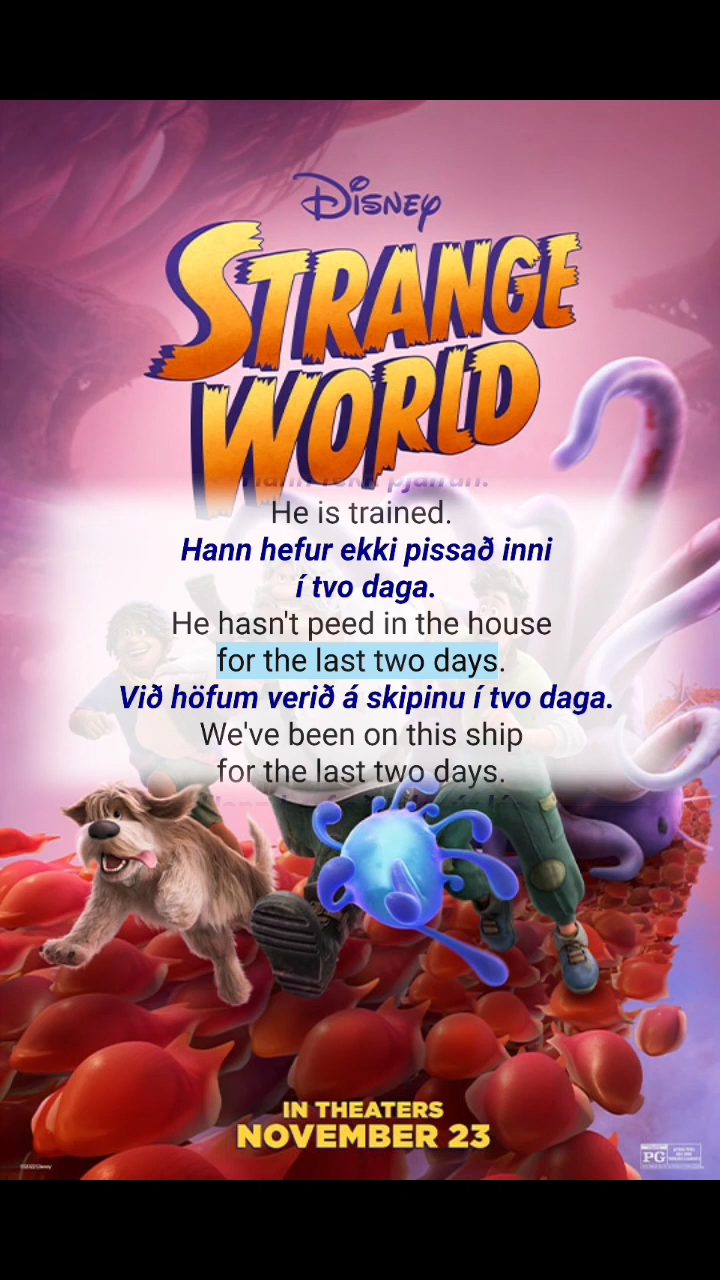 Disney
STRANGE
WORLD
He is trained.
Hann hefur ekki pissað inni
í tvo daga.
He hasn't peed in the house
for the last two days.
Við höfum verið á skipinu í tvo daga.
We've been on this ship
for the last two days.
IN THEATERS
NOVEMBER 23
PG